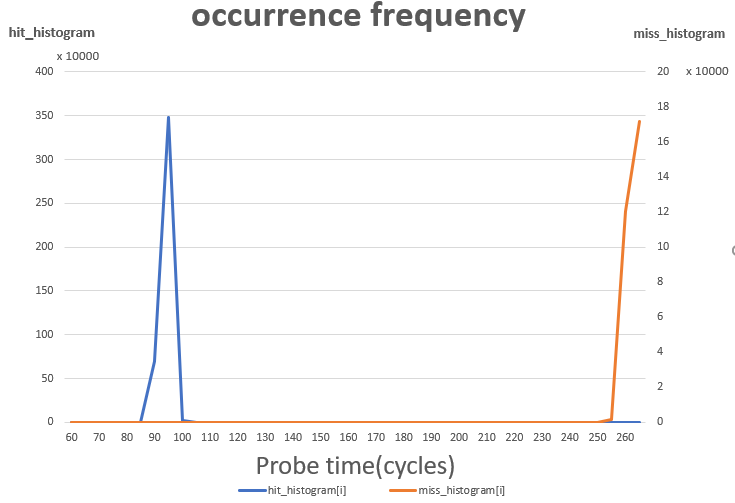 occurrence frequency
hit_histogram
miss_histogram
x 10000
400
350
300
250
200
150
100
50
0
20
x 10000
18
16
14
12
10
8
6
4
2
0
60 70 80 90 100 110 120 130 140 150 160 170 180 190 200 210 220 230 240 250 260
Probe time(cycles)
hit_histogram[i] miss_histogram[i]